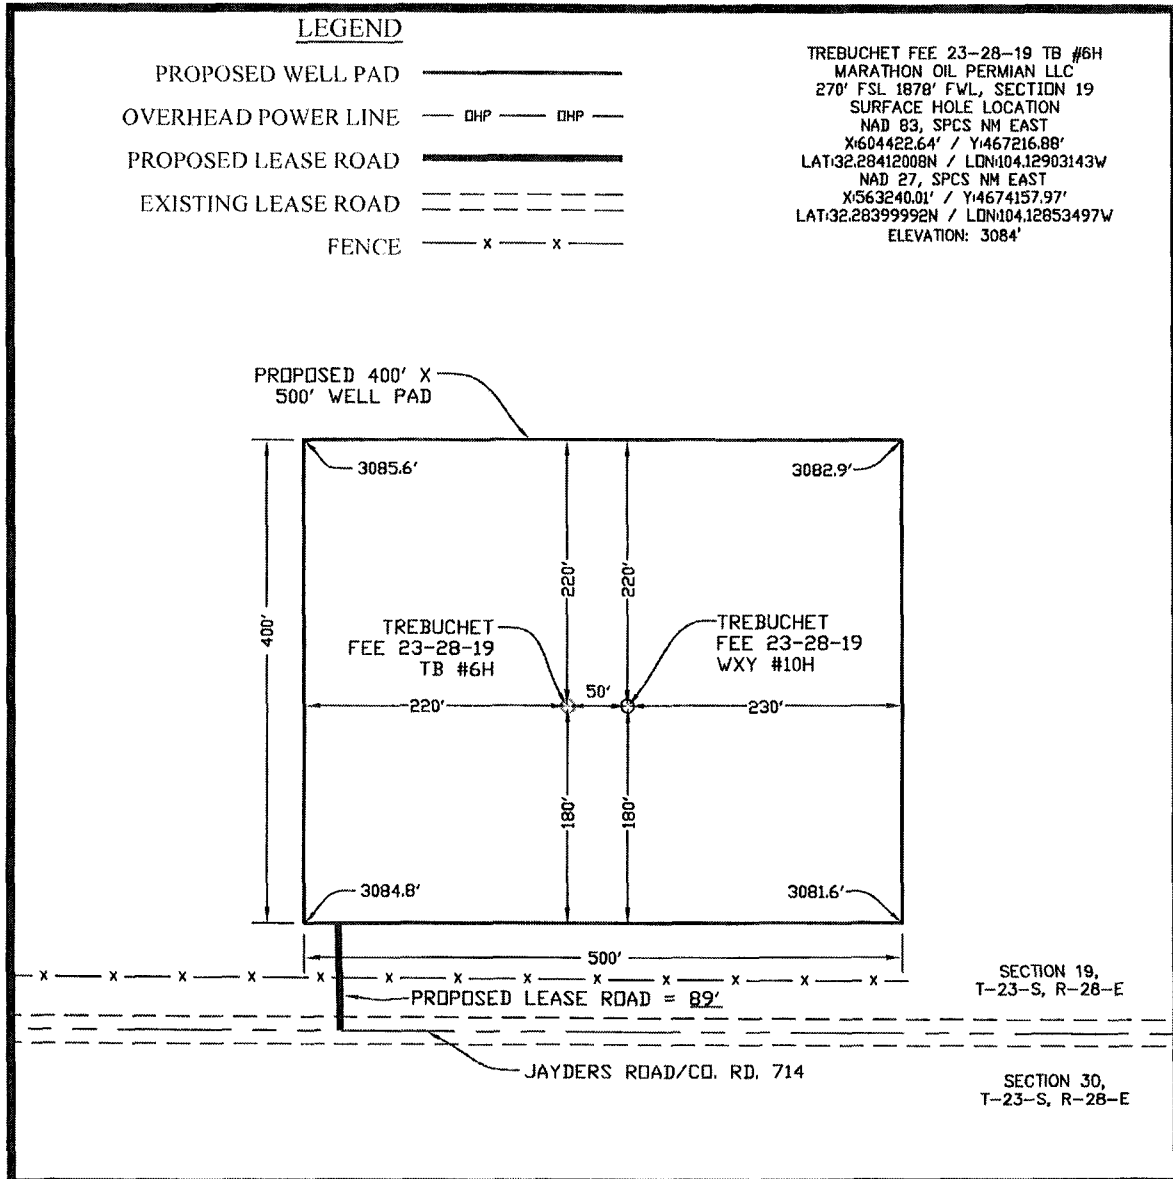 LEGEND
PROPOSED WELL PAD
OVERHEAD POWER LINE
OHP OHP
PROPOSED LEASE ROAD
EXISTING LEASE ROAD
FENCE
X X
TREBUCHET FEE 23-28-19 TB #6H
MARATHON OIL PERMIAN LLC
270' FSL 1878' FWL, SECTION 19
SURFACE HOLE LOCATION
NAD 83, SPCS NM EAST
X:604422.64' / Y:467216.88'
LAT:32.28412008N / LON:104.12903143W
NAD 27, SPCS NM EAST
X:563240.01' / Y:4674157.97'
LAT:32.28399992N / LON:104.12853497W
ELEVATION: 3084'
PROPOSED 400' X
500' WELL PAD
3085.6'
3082.9'
400'
220'
220'
TREBUCHET
FEE 23-28-19
TB #6H
TREBUCHET
FEE 23-28-19
WXY #10H
220'
50'
230'
180'
180'
3084.8'
3081.6'
500'
X X X X X X X X X X X X X
SECTION 19,
T-23-S, R-28-E
PROPOSED LEASE ROAD = 89'
JAYDERS ROAD/CO. RD. 714
SECTION 30,
T-23-S, R-28-E